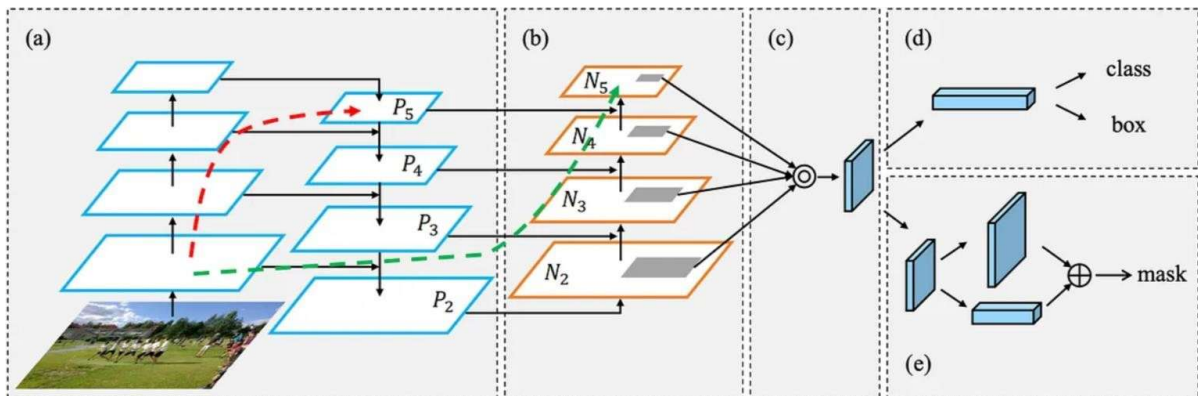 (a)
P5
P4
P3
P2
(b)
N5
N4
N3
N2
(c)
(d)
class
box
mask
(e)